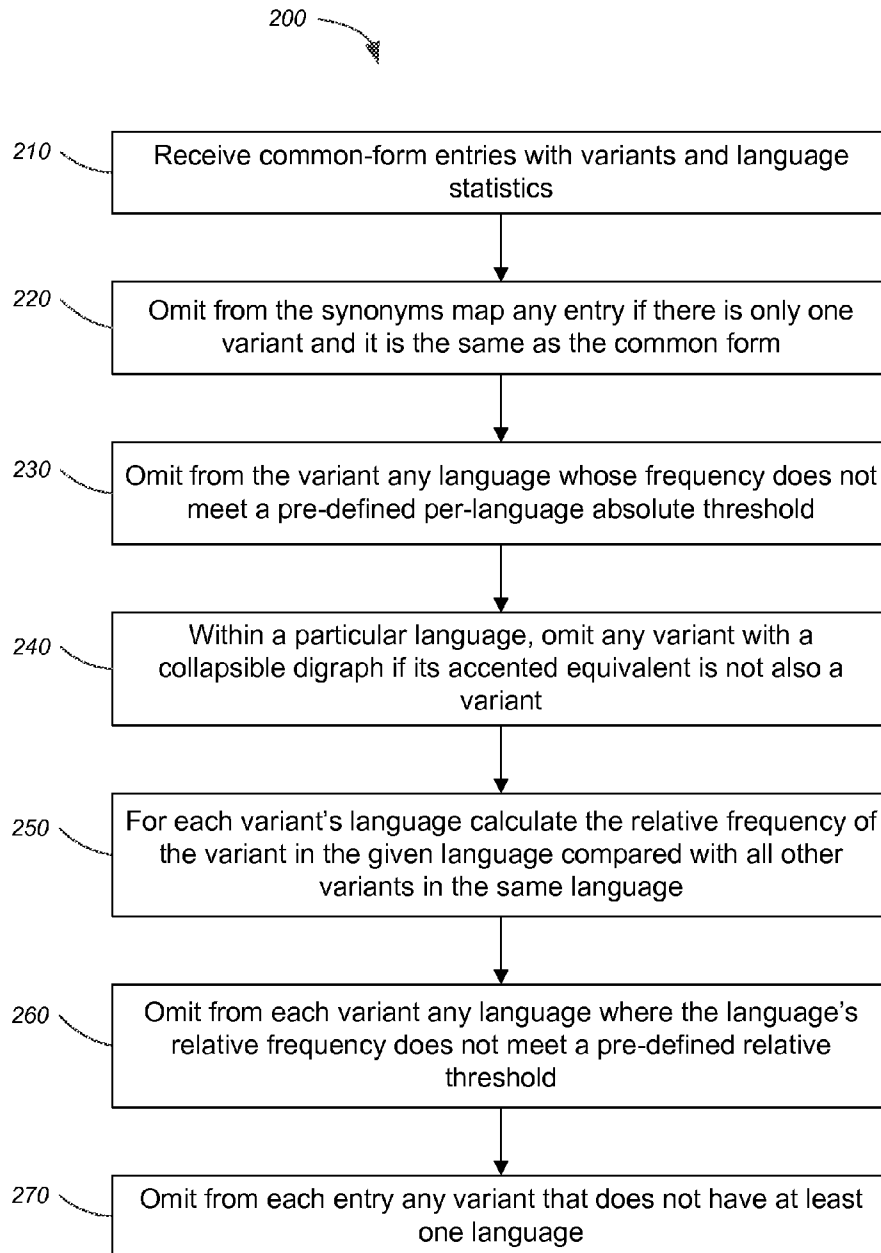 200
210
Receive common-form entries with variants and language
statistics
220
Omit from the synonyms map any entry if there is only one
variant and it is the same as the common form
230
Omit from the variant any language whose frequency does not
meet a pre-defined per-language absolute threshold
240
Within a particular language, omit any variant with a
collapsible digraph if its accented equivalent is not also a
variant
250
For each variant's language calculate the relative frequency of
the variant in the given language compared with all other
variants in the same language
260
Omit from each variant any language where the language's
relative frequency does not meet a pre-defined relative
threshold
270
Omit from each entry any variant that does not have at least
one language